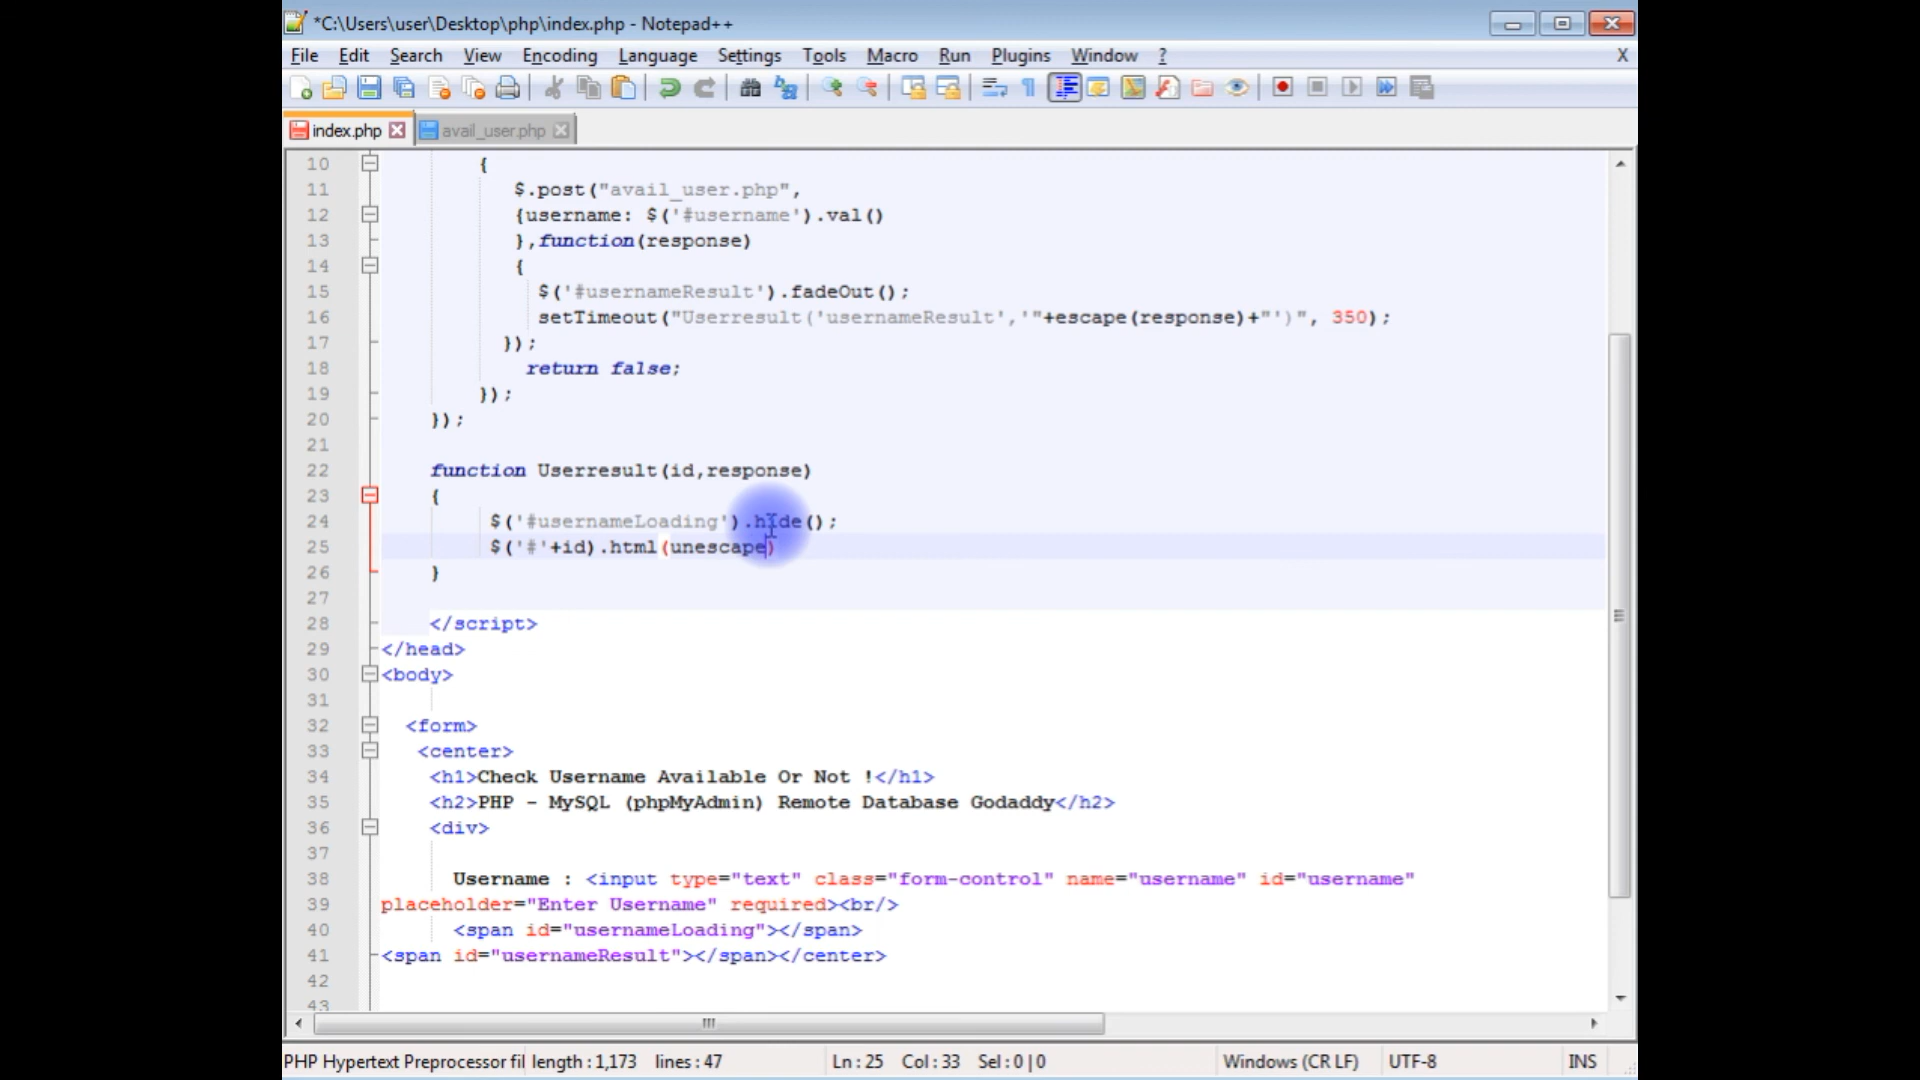 *C:\Users\user\Desktop\php\index.php - Notepad++
File Edit Search View Encoding Language Settings Tools Macro Run Plugins Window ? X
index.php avail_user.php
10 {
11 $.post("avail_user.php",
12 {username: $('#username').val()
13 },function(response)
14 {
15 $('#usernameResult').fadeOut();
16 setTimeout("Userresult('usernameResult','"+escape(response)+"')", 350);
17 });
18 return false;
19 });
20 });
21
22 function Userresult(id,response)
23 {
24 $('#usernameLoading').hide();
25 $('#'+id).html(unescape)
26 }
27
28 </script>
29 </head>
30 <body>
31
32 <form>
33 <center>
34 <h1>Check Username Available Or Not !</h1>
35 <h2>PHP - MySQL (phpMyAdmin) Remote Database Godaddy</h2>
36 <div>
37
38 Username : <input type="text" class="form-control" name="username" id="username"
39 placeholder="Enter Username" required><br/>
40 <span id="usernameLoading"></span>
41 <span id="usernameResult"></span></center>
42
43
PHP Hypertext Preprocessor fil length : 1,173 lines : 47 Ln : 25 Col : 33 Sel : 0 | 0 Windows (CR LF) UTF-8 INS